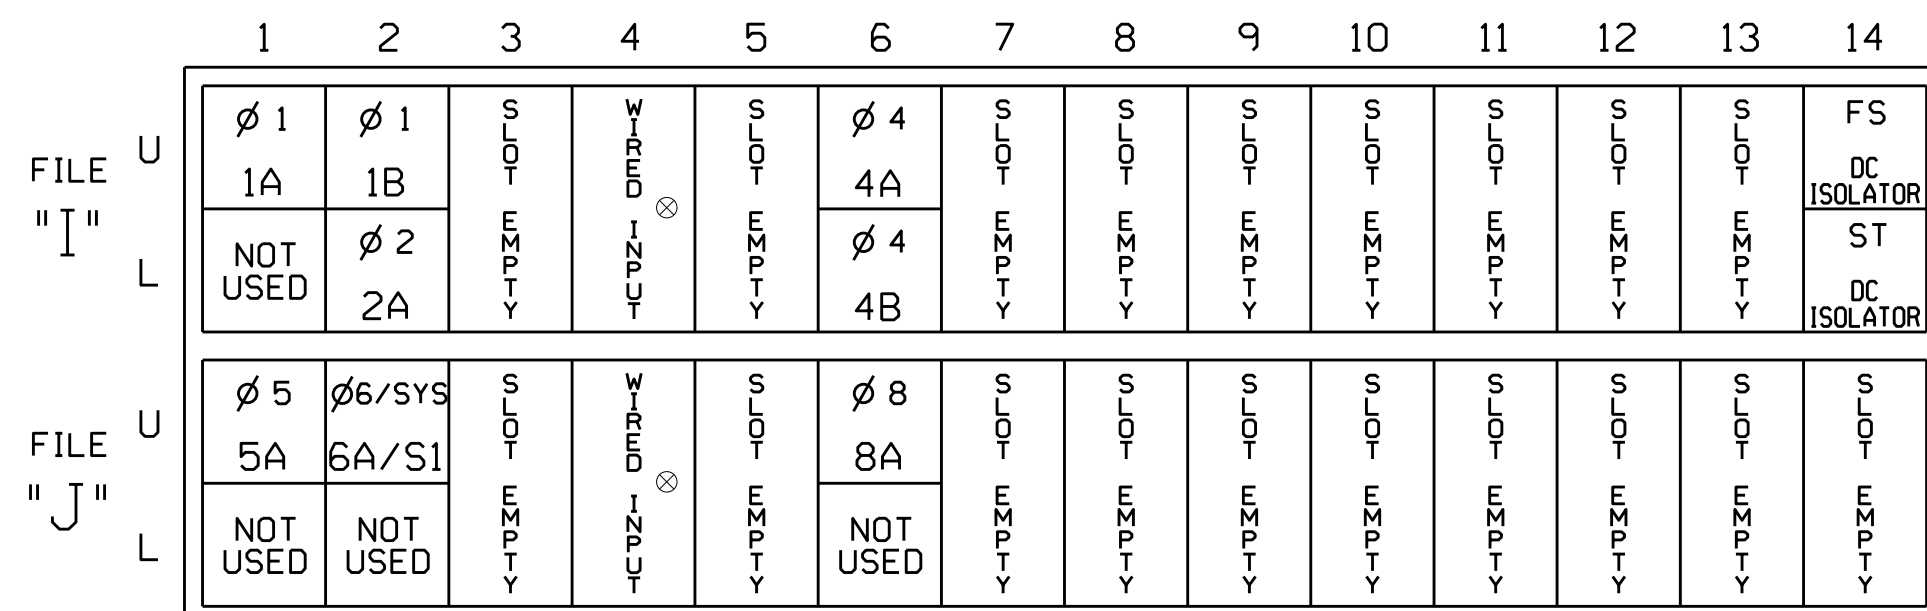 1 2 3 4 5 6 7 8 9 10 11 12 13 14
FILE
"I"
U
L
Ø 1
1A
NOT
USED
Ø 1
1B
Ø 2
2A
SLOT EMPTY
WIRED INPUT
SLOT EMPTY
Ø 4
4A
Ø 4
4B
SLOT EMPTY
SLOT EMPTY
SLOT EMPTY
SLOT EMPTY
SLOT EMPTY
SLOT EMPTY
SLOT EMPTY
FS
DC
ISOLATOR
ST
DC
ISOLATOR
FILE
"J"
U
L
Ø 5
5A
NOT
USED
Ø6/SYS
6A/S1
NOT
USED
SLOT EMPTY
WIRED INPUT
SLOT EMPTY
Ø 8
8A
NOT
USED
SLOT EMPTY
SLOT EMPTY
SLOT EMPTY
SLOT EMPTY
SLOT EMPTY
SLOT EMPTY
SLOT EMPTY
SLOT EMPTY